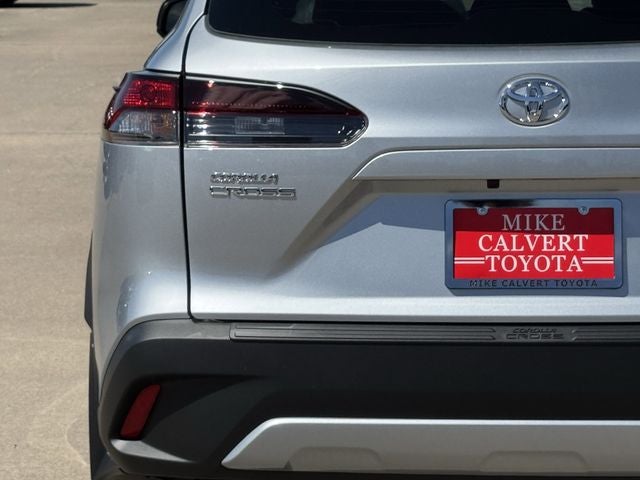 COROLLA
CROSS
MIKE
CALVERT
TOYOTA
MIKE CALVERT TOYOTA
COROLLA
CROSS